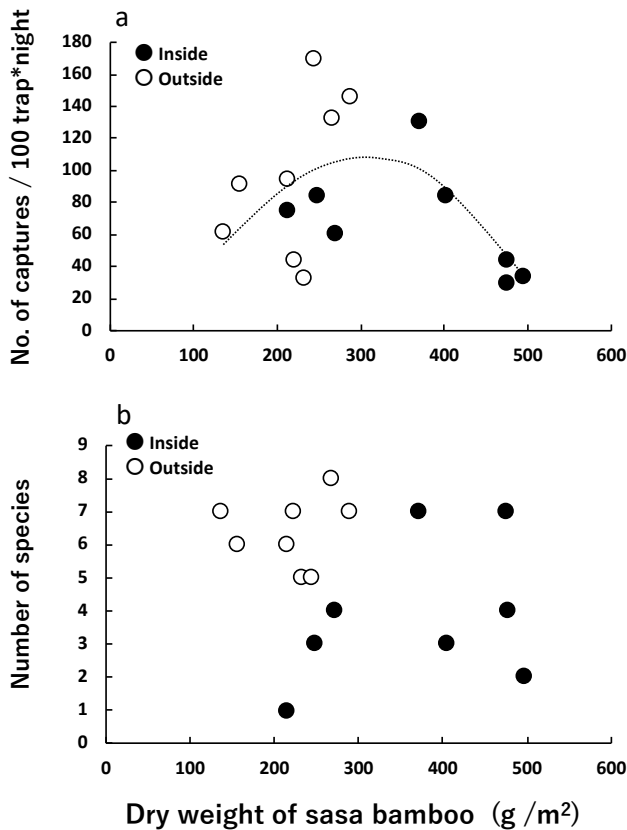 a
No. of captures / 100 trap*night
Inside
Outside
180
160
140
120
100
80
60
40
20
0
0 100 200 300 400 500 600
b
Number of species
Inside
Outside
9
8
7
6
5
4
3
2
1
0
0 100 200 300 400 500 600
Dry weight of sasa bamboo (g /m²)